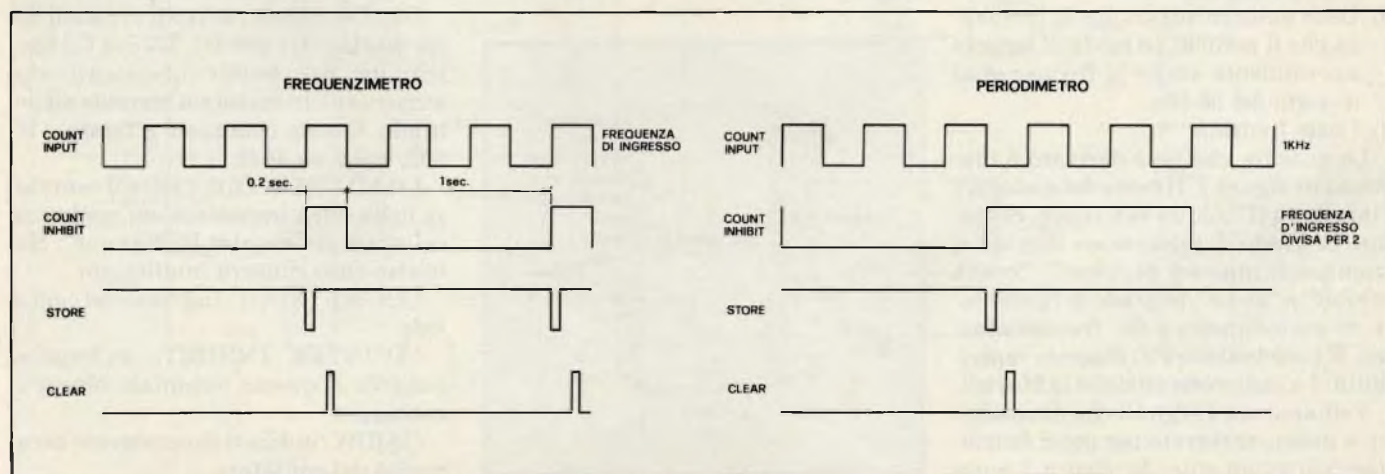 FREQUENZIMETRO
COUNT
INPUT
FREQUENZA
DI INGRESSO
0.2 sec.
1sec.
COUNT
INHIBIT
STORE
CLEAR
PERIODIMETRO
COUNT
INPUT
1KHz
COUNT
INHIBIT
FREQUENZA
D'INGRESSO
DIVISA PER 2
STORE
CLEAR